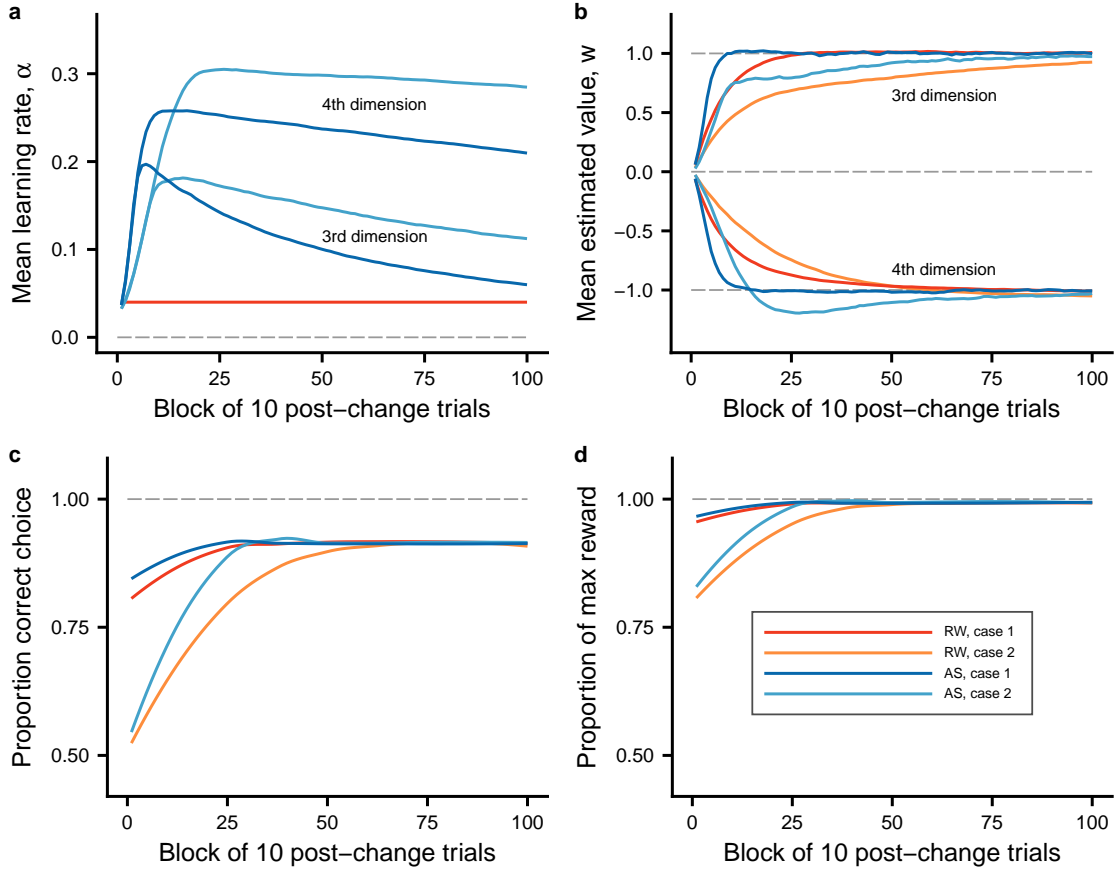 a
Mean learning rate, α
0.3
0.2
0.1
0.0
4th dimension
3rd dimension
0
25
50
75
100
Block of 10 post−change trials
b
Mean estimated value, w
1.0
0.5
0.0
−0.5
−1.0
3rd dimension
4th dimension
0
25
50
75
100
Block of 10 post−change trials
c
Proportion correct choice
1.00
0.75
0.50
0
25
50
75
100
Block of 10 post−change trials
d
Proportion of max reward
1.00
0.75
0.50
RW, case 1
RW, case 2
AS, case 1
AS, case 2
0
25
50
75
100
Block of 10 post−change trials